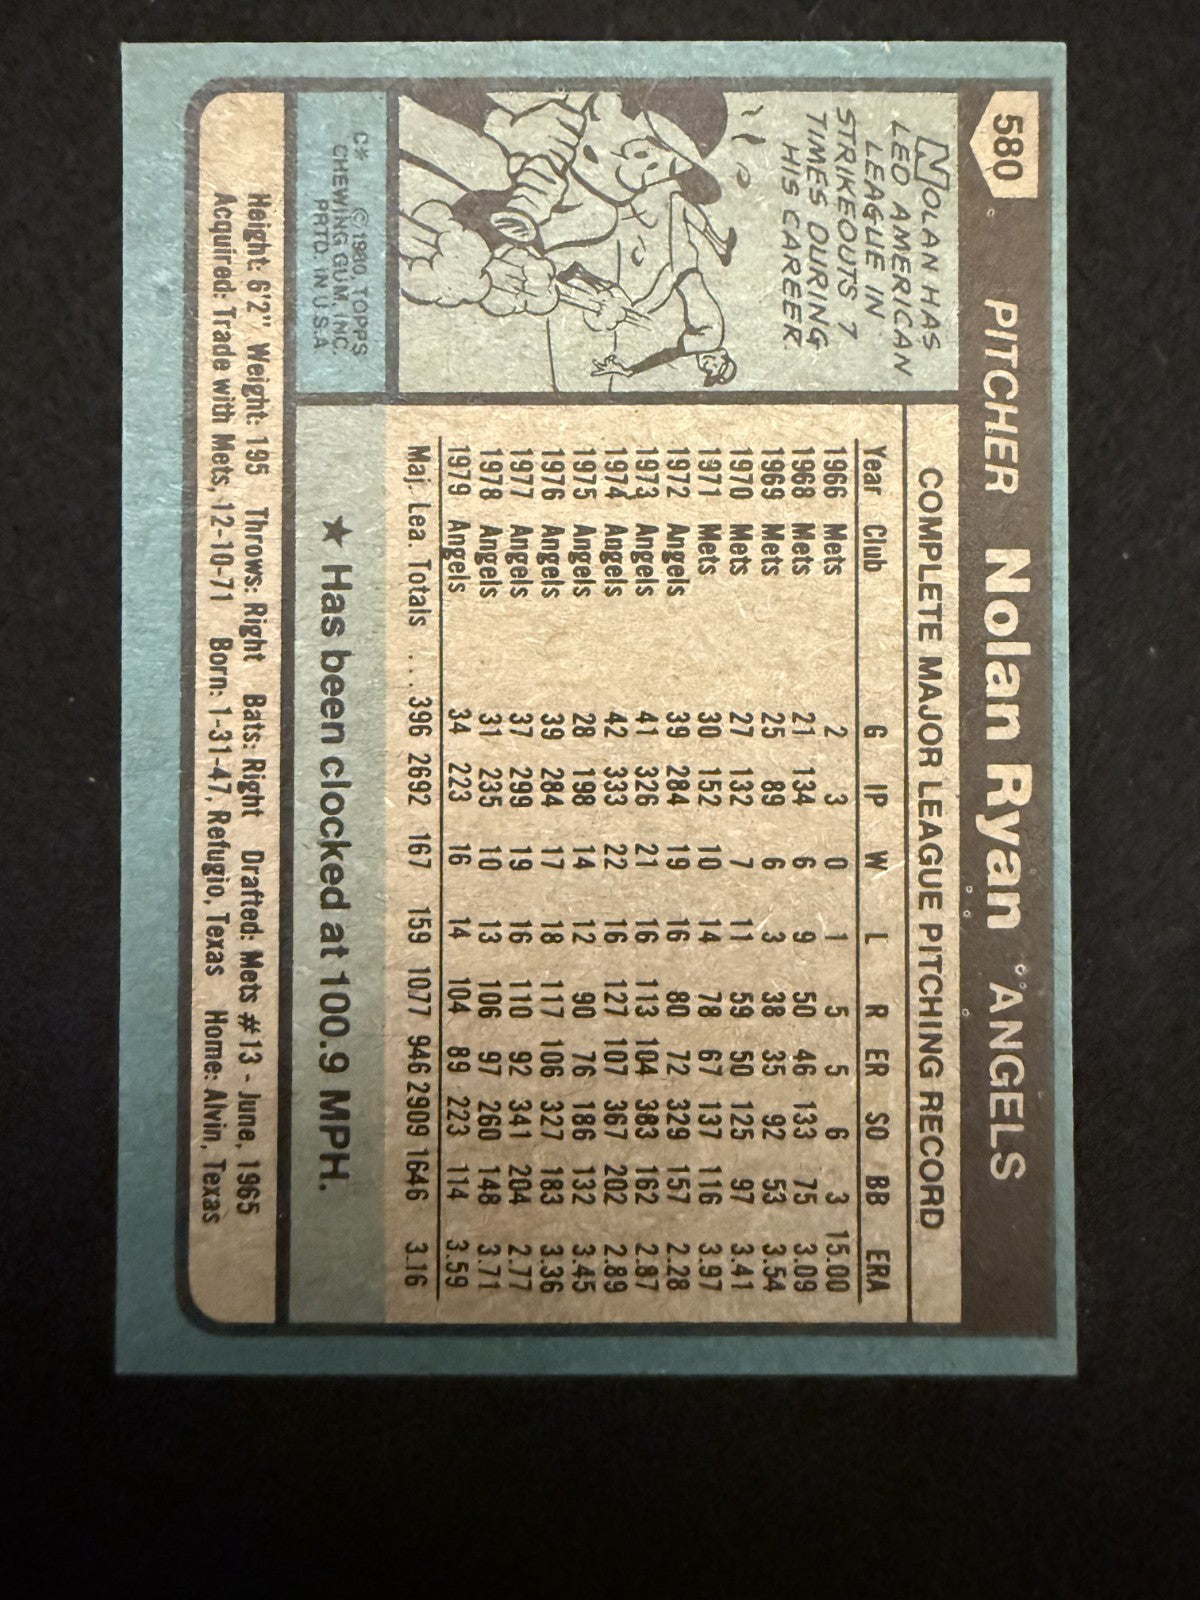 580 PITCHER Nolan Ryan ANGELS
NOLAN HAS
LED AMERICAN
LEAGUE IN
STRIKEOUTS 7
TIMES DURING
HIS CAREER
C* © 1980, TOPPS
CHEWING GUM, INC.
PRTD. IN U.S.A.
COMPLETE MAJOR LEAGUE PITCHING RECORD
Year Club G IP W L R ER SO BB ERA
1966 Mets 2 3 0 1 5 5 6 3 15.00
1968 Mets 21 134 6 9 50 46 133 75 3.09
1969 Mets 25 89 6 3 38 35 92 53 3.54
1970 Mets 27 132 7 11 59 50 125 97 3.41
1971 Mets 30 152 10 14 78 67 137 116 3.97
1972 Angels 39 284 19 16 80 72 329 157 2.28
1973 Angels 41 326 21 16 113 104 383 162 2.87
1974 Angels 42 333 22 16 127 107 367 202 2.89
1975 Angels 28 198 14 12 90 76 186 132 3.45
1976 Angels 39 284 17 18 117 106 327 183 3.36
1977 Angels 37 299 19 16 110 92 341 204 2.77
1978 Angels 31 235 10 13 106 97 260 148 3.71
1979 Angels 34 223 16 14 104 89 223 114 3.59
Maj. Lea. Totals ... 396 2692 167 159 1077 946 2909 1646 3.16
★ Has been clocked at 100.9 MPH.
Height: 6'2" Weight: 195 Throws: Right Bats: Right Drafted: Mets #13 - June, 1965
Acquired: Trade with Mets, 12-10-71 Born: 1-31-47, Refugio, Texas Home: Alvin, Texas